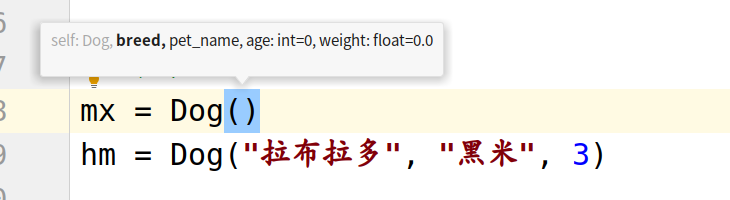 self: Dog, breed, pet_name, age: int=0, weight: float=0.0
mx = Dog()
hm = Dog("拉布拉多", "黑米", 3)